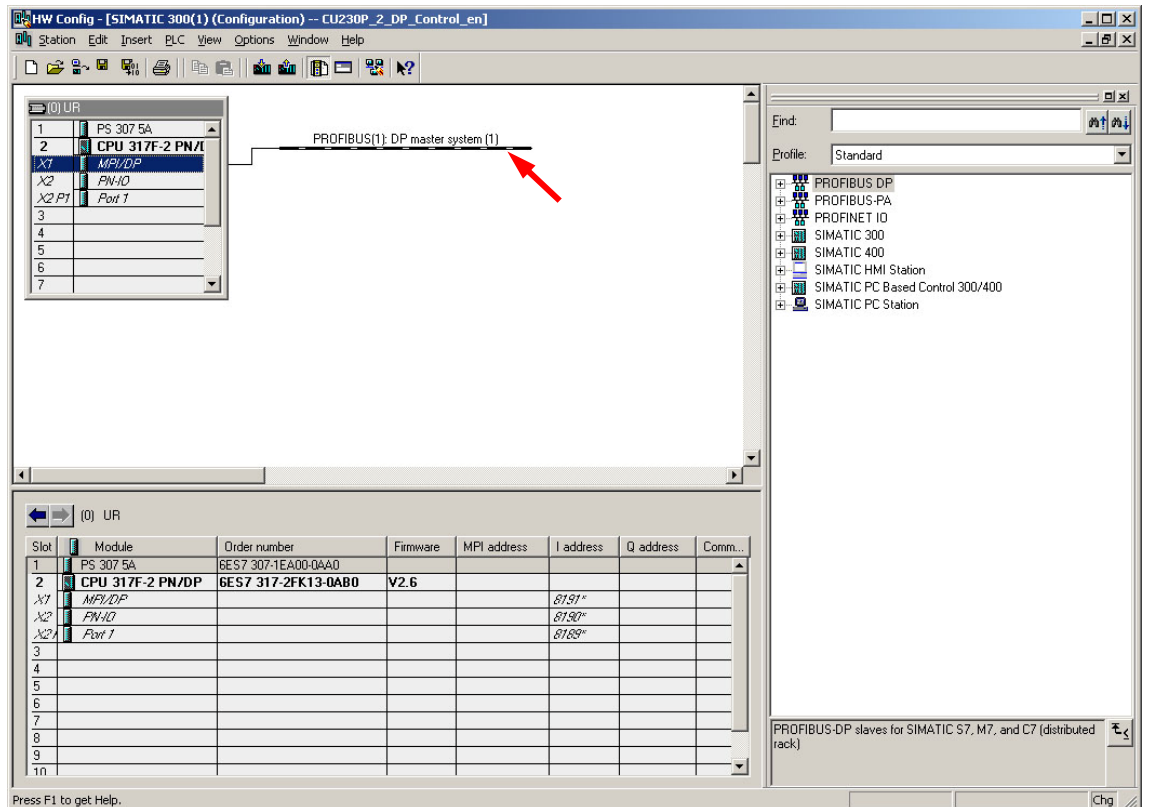 HW Config - [SIMATIC 300(1) (Configuration) -- CU230P_2_DP_Control_en]
Station Edit Insert PLC View Options Window Help
(0) UR
1 PS 307 5A
2 CPU 317F-2 PN/D
X1 MPI/DP
X2 PN-IO
X2 P1 Port 1
3
4
5
6
7
PROFIBUS(1): DP master system (1)
Find:
Profile: Standard
PROFIBUS DP
PROFIBUS-PA
PROFINET IO
SIMATIC 300
SIMATIC 400
SIMATIC HMI Station
SIMATIC PC Based Control 300/400
SIMATIC PC Station
(0) UR
Slot Module Order number Firmware MPI address I address Q address Comm...
1 PS 307 5A 6ES7 307-1EA00-0AA0
2 CPU 317F-2 PN/DP 6ES7 317-2FK13-0AB0 V2.6
X1 MPI/DP 8191*
X2 PN-IO 8190*
X2 Port 1 8189*
3
4
5
6
7
8
9
10
PROFIBUS-DP slaves for SIMATIC S7, M7, and C7 (distributed
rack)
Press F1 to get Help.
Chg